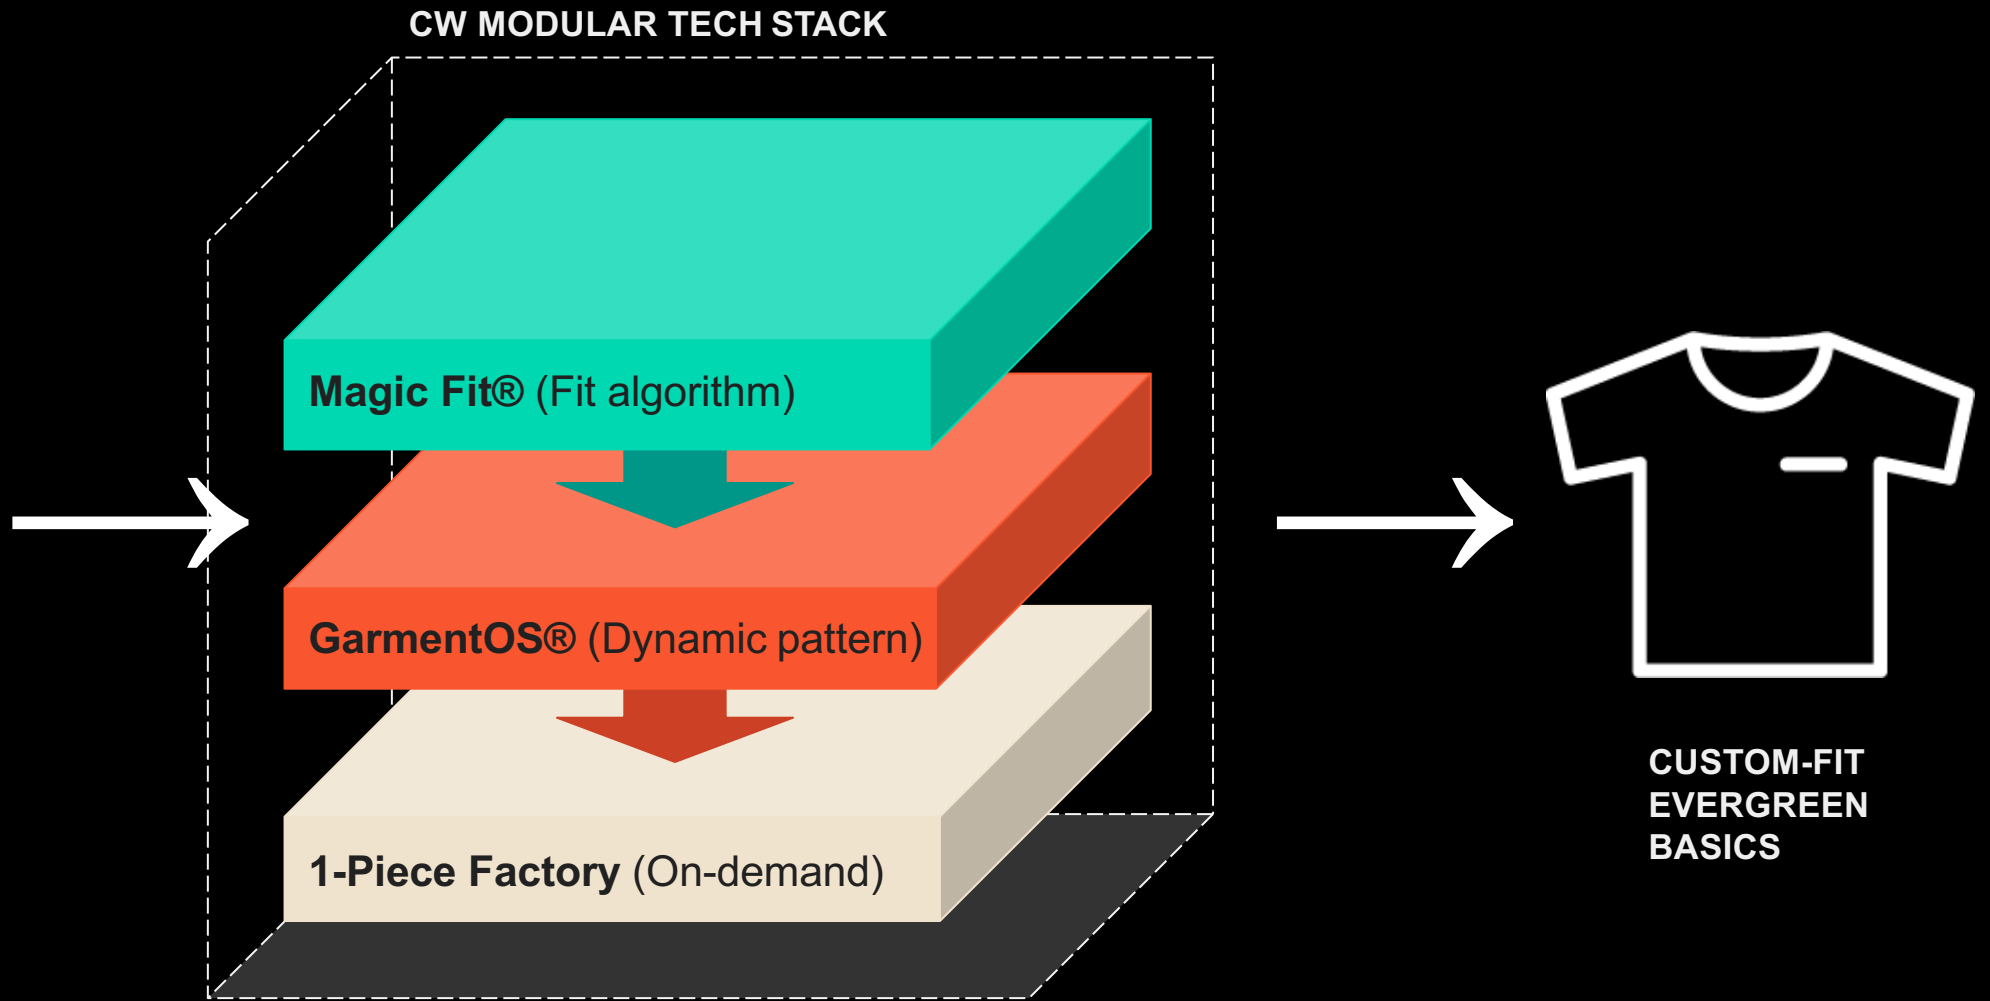 CW MODULAR TECH STACK
Magic Fit® (Fit algorithm)
GarmentOS® (Dynamic pattern)
1-Piece Factory (On-demand)
CUSTOM-FIT
EVERGREEN
BASICS